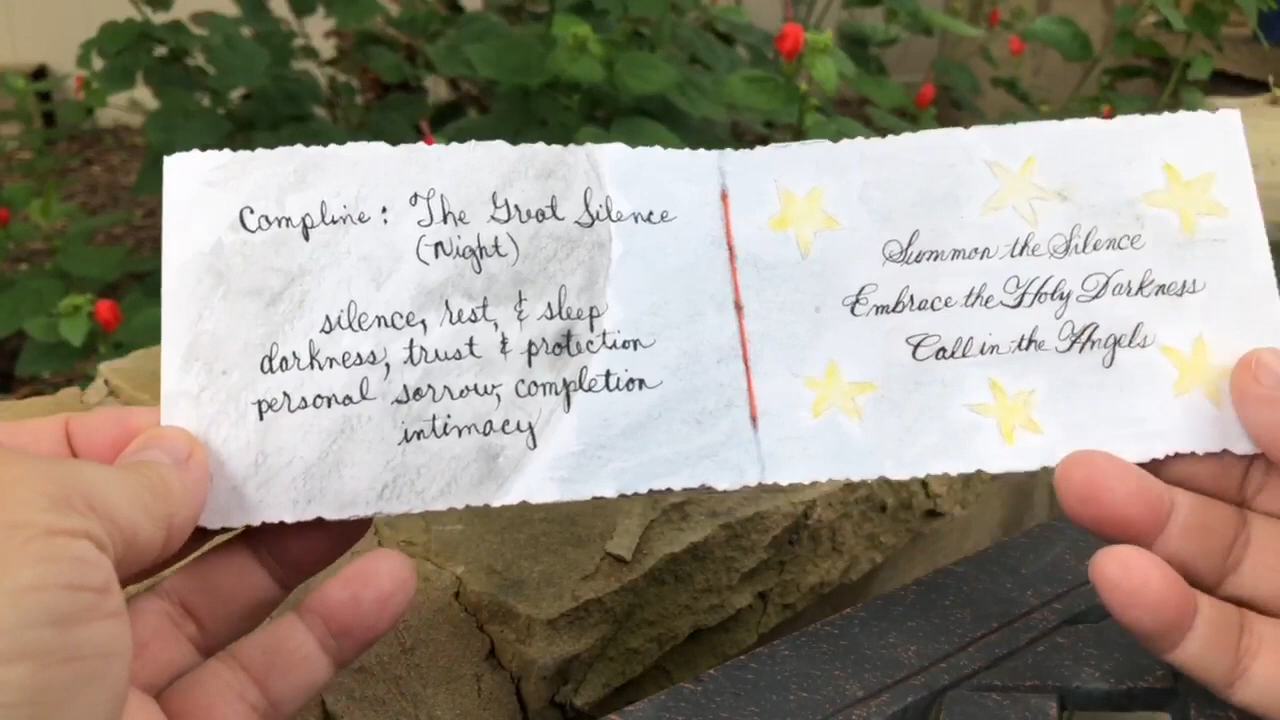 Compline: The Great Silence
(Night)
silence, rest, & sleep
darkness, trust & protection
personal sorrow, completion
intimacy
Summon the Silence
Embrace the Holy Darkness
Call in the Angels